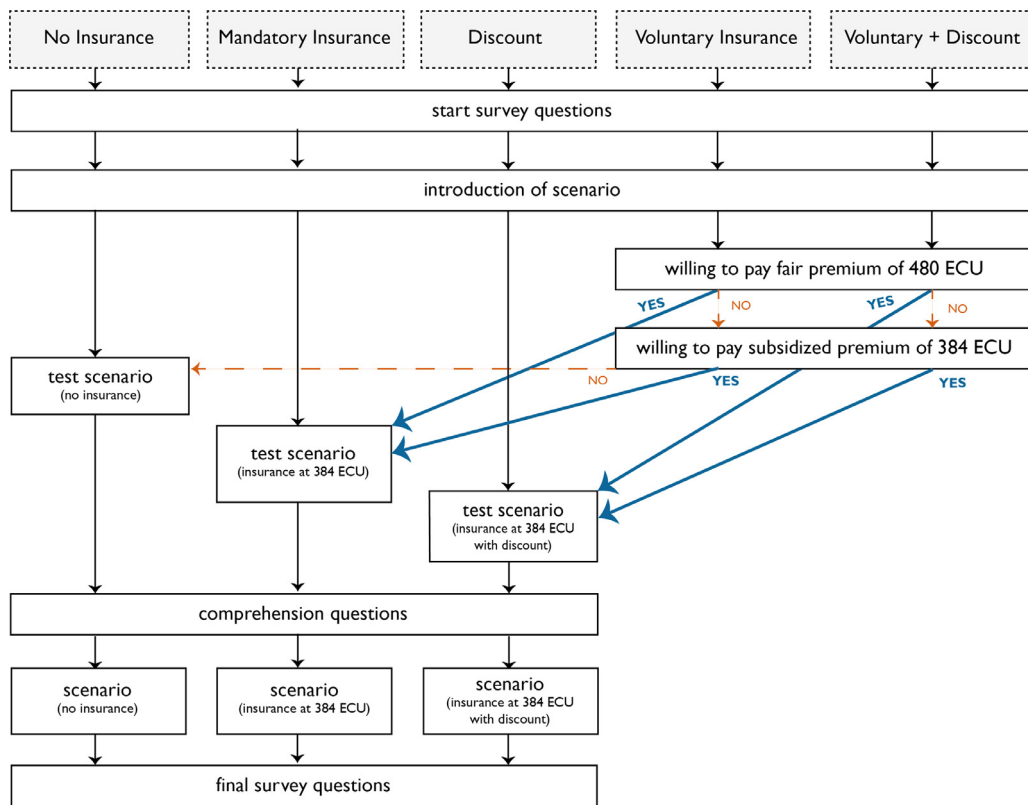 No Insurance
Mandatory Insurance
Discount
Voluntary Insurance
Voluntary + Discount
start survey questions
introduction of scenario
willing to pay fair premium of 480 ECU
YES
NO
YES
NO
willing to pay subsidized premium of 384 ECU
NO
YES
YES
test scenario
(no insurance)
test scenario
(insurance at 384 ECU)
test scenario
(insurance at 384 ECU
with discount)
comprehension questions
scenario
(no insurance)
scenario
(insurance at 384 ECU)
scenario
(insurance at 384 ECU
with discount)
final survey questions